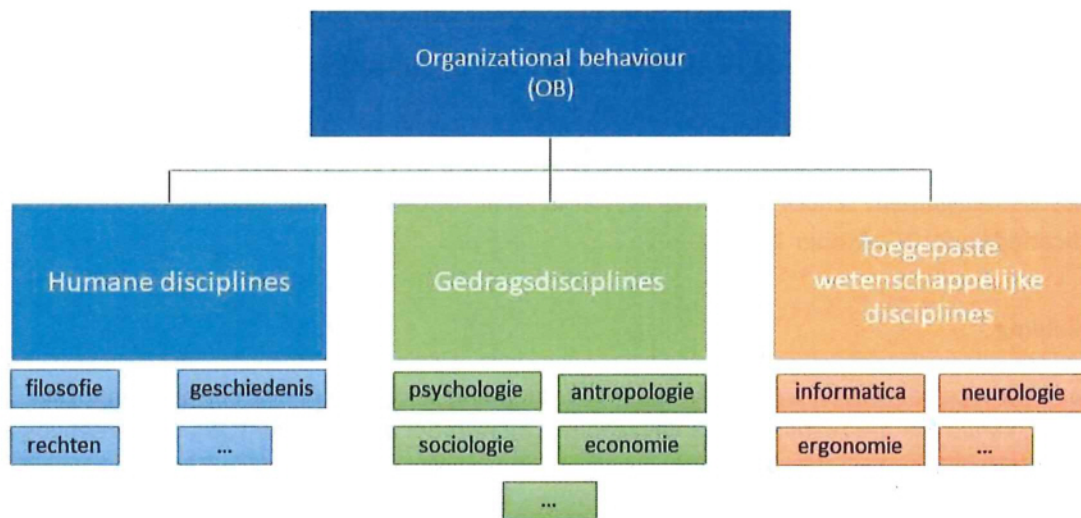 Organizational behaviour
(OB)
Humane disciplines
Gedragsdisciplines
Toegepaste
wetenschappelijke
disciplines
filosofie
geschiedenis
rechten
...
psychologie
antropologie
sociologie
economie
...
informatica
neurologie
ergonomie
...